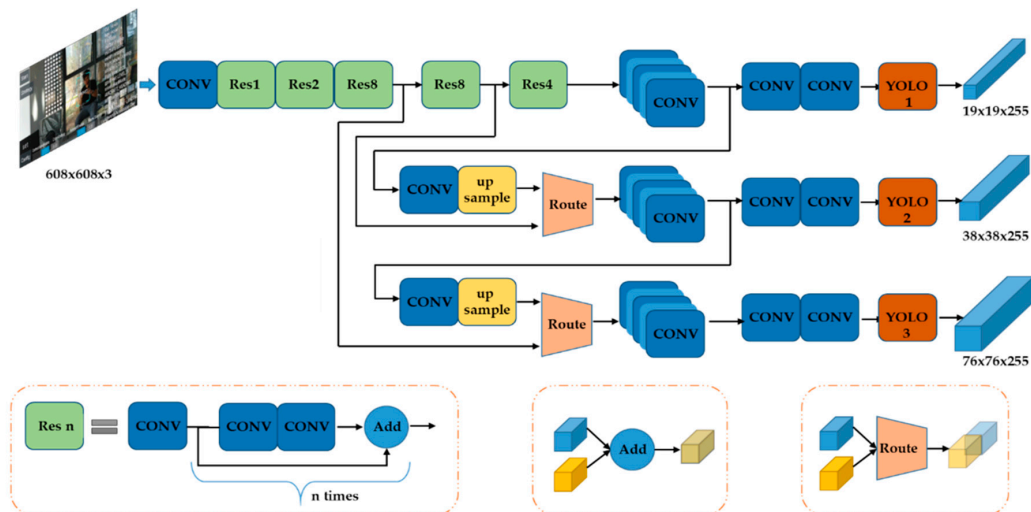 CONV
Res1
Res2
Res8
Res8
Res4
CONV
CONV
CONV
YOLO
1
19x19x255
608x608x3
CONV
up
sample
Route
CONV
CONV
CONV
YOLO
2
38x38x255
CONV
up
sample
Route
CONV
CONV
CONV
YOLO
3
76x76x255
Res n
CONV
CONV
CONV
Add
n times
Add
Route